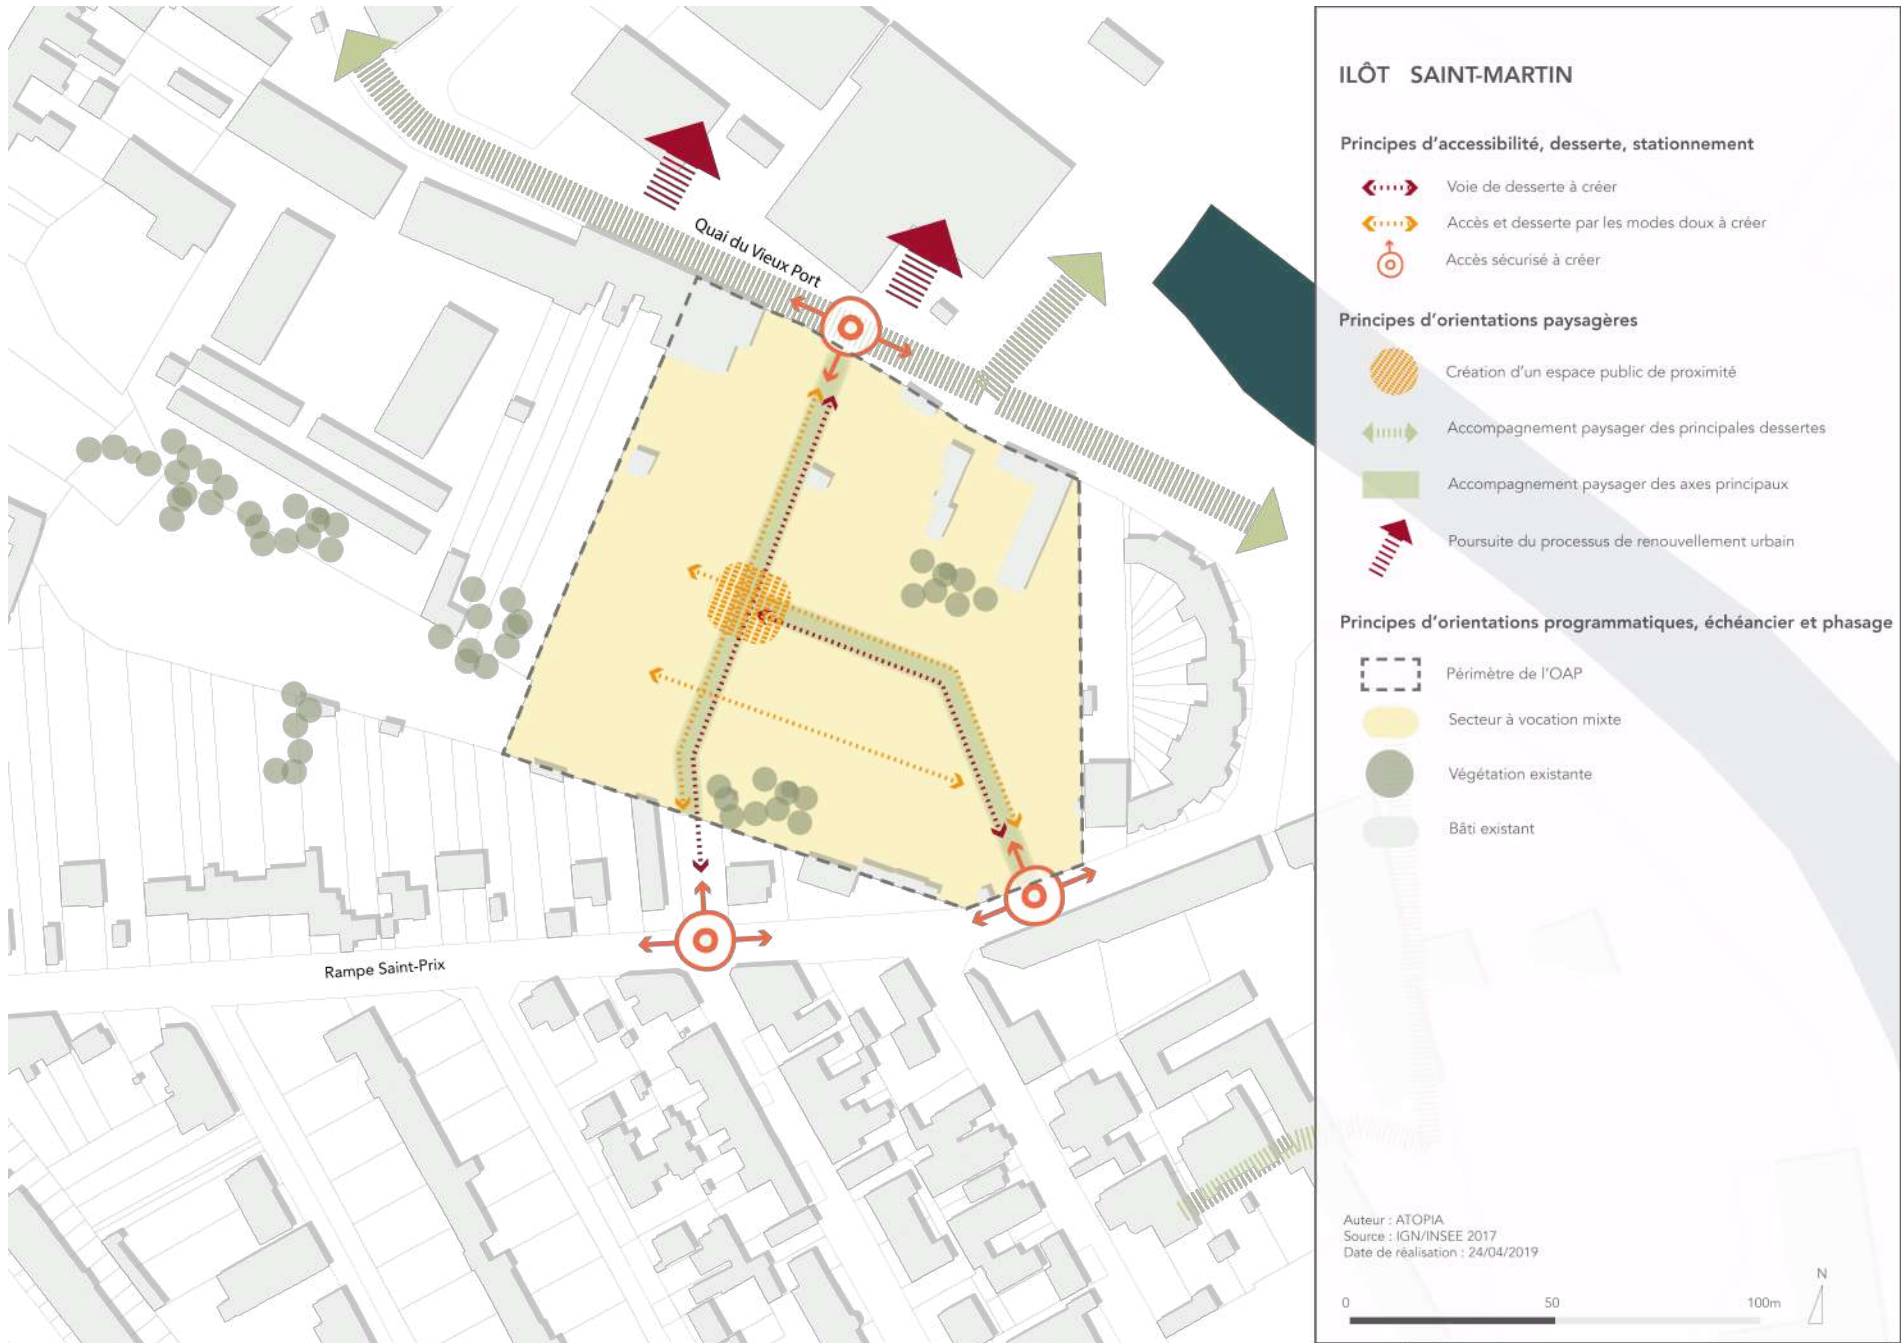 Quai du Vieux Port
Rampe Saint-Prix
ILÔT SAINT-MARTIN
Principes d'accessibilité, desserte, stationnement
Voie de desserte à créer
Accès et desserte par les modes doux à créer
Accès sécurisé à créer
Principes d'orientations paysagères
Création d'un espace public de proximité
Accompagnement paysager des principales dessertes
Accompagnement paysager des axes principaux
Poursuite du processus de renouvellement urbain
Principes d'orientations programmatiques, échéancier et phasage
Périmètre de l'OAP
Secteur à vocation mixte
Végétation existante
Bâti existant
Auteur : ATOPIA
Source : IGN/INSEE 2017
Date de réalisation : 24/04/2019
N
0 50 100m